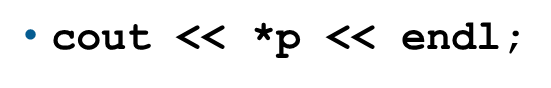 • cout << *p << endl;